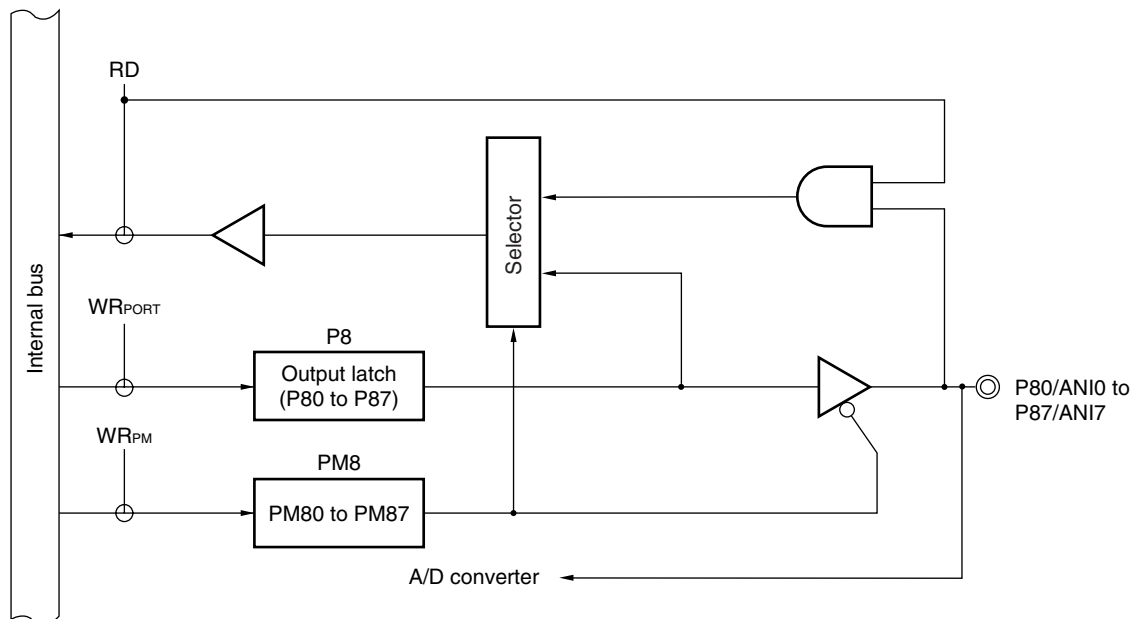 RD
Internal bus
Selector
WRPORT
P8
Output latch
(P80 to P87)
P80/ANI0 to
P87/ANI7
WRPM
PM8
PM80 to PM87
A/D converter